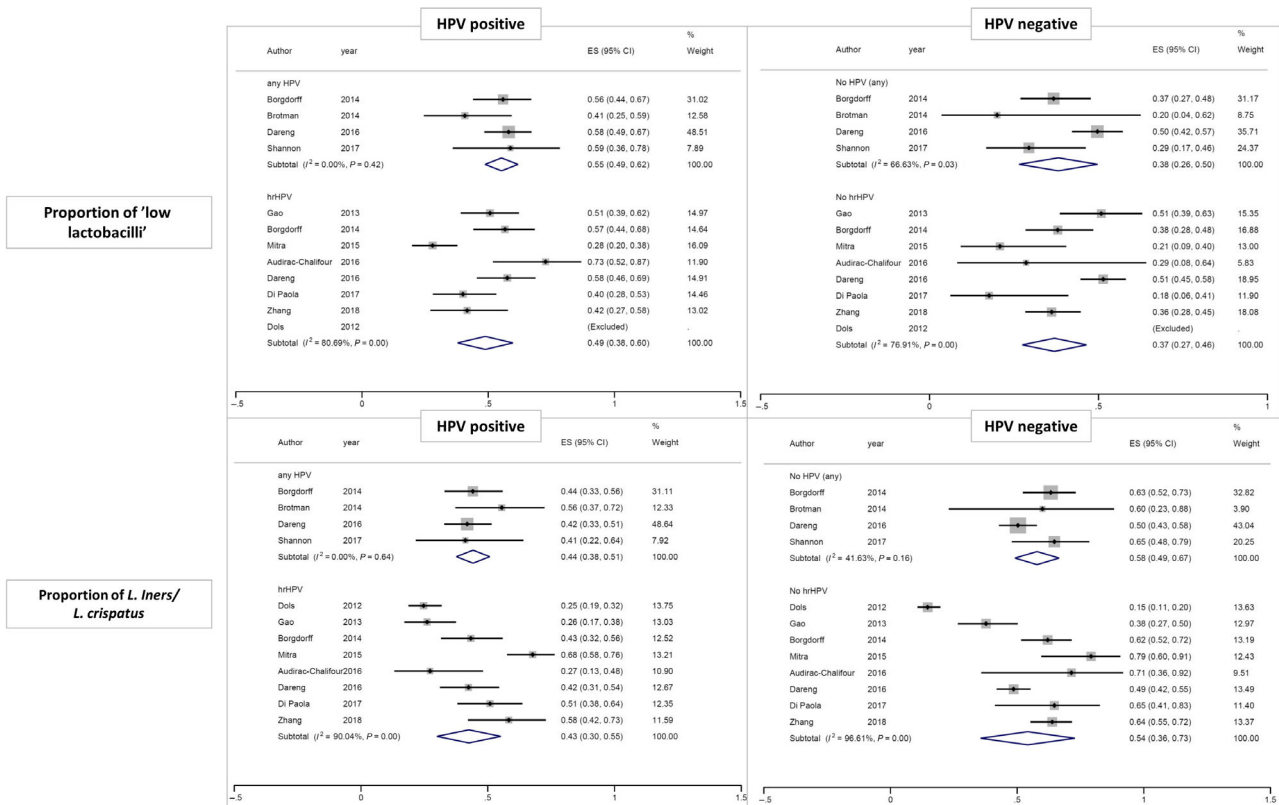 HPV positive
%
Author year ES (95% CI) Weight
any HPV
Borgdorff 2014 0.56 (0.44, 0.67) 31.02
Brotman 2014 0.41 (0.25, 0.59) 12.58
Dareng 2016 0.58 (0.49, 0.67) 48.51
Shannon 2017 0.59 (0.36, 0.78) 7.89
Subtotal (I² = 0.00%, P = 0.42) 0.55 (0.49, 0.62) 100.00
hrHPV
Gao 2013 0.51 (0.39, 0.62) 14.97
Borgdorff 2014 0.57 (0.44, 0.68) 14.64
Mitra 2015 0.28 (0.20, 0.38) 16.09
Audirac-Chalifour 2016 0.73 (0.52, 0.87) 11.90
Dareng 2016 0.58 (0.46, 0.69) 14.91
Di Paola 2017 0.40 (0.28, 0.53) 14.46
Zhang 2018 0.42 (0.27, 0.58) 13.02
Dols 2012 (Excluded) .
Subtotal (I² = 80.69%, P = 0.00) 0.49 (0.38, 0.60) 100.00
-.5 0 .5 1 1.5
HPV negative
%
Author year ES (95% CI) Weight
No HPV (any)
Borgdorff 2014 0.37 (0.27, 0.48) 31.17
Brotman 2014 0.20 (0.04, 0.62) 8.75
Dareng 2016 0.50 (0.42, 0.57) 35.71
Shannon 2017 0.29 (0.17, 0.46) 24.37
Subtotal (I² = 66.63%, P = 0.03) 0.38 (0.26, 0.50) 100.00
No hrHPV
Gao 2013 0.51 (0.39, 0.63) 15.35
Borgdorff 2014 0.38 (0.28, 0.48) 16.88
Mitra 2015 0.21 (0.09, 0.40) 13.00
Audirac-Chalifour 2016 0.29 (0.08, 0.64) 5.83
Dareng 2016 0.51 (0.45, 0.58) 18.95
Di Paola 2017 0.18 (0.06, 0.41) 11.90
Zhang 2018 0.36 (0.28, 0.45) 18.08
Dols 2012 (Excluded) .
Subtotal (I² = 76.91%, P = 0.00) 0.37 (0.27, 0.46) 100.00
-.5 0 .5 1
Proportion of 'low
lactobacilli'
HPV positive
%
Author year ES (95% CI) Weight
any HPV
Borgdorff 2014 0.44 (0.33, 0.56) 31.11
Brotman 2014 0.56 (0.37, 0.72) 12.33
Dareng 2016 0.42 (0.33, 0.51) 48.64
Shannon 2017 0.41 (0.22, 0.64) 7.92
Subtotal (I² = 0.00%, P = 0.64) 0.44 (0.38, 0.51) 100.00
hrHPV
Dols 2012 0.25 (0.19, 0.32) 13.75
Gao 2013 0.26 (0.17, 0.38) 13.03
Borgdorff 2014 0.43 (0.32, 0.56) 12.52
Mitra 2015 0.68 (0.58, 0.76) 13.21
Audirac-Chalifour2016 0.27 (0.13, 0.48) 10.90
Dareng 2016 0.42 (0.31, 0.54) 12.67
Di Paola 2017 0.51 (0.38, 0.64) 12.35
Zhang 2018 0.58 (0.42, 0.73) 11.59
Subtotal (I² = 90.04%, P = 0.00) 0.43 (0.30, 0.55) 100.00
-.5 0 .5 1 1.5
HPV negative
%
Author year ES (95% CI) Weight
No HPV (any)
Borgdorff 2014 0.63 (0.52, 0.73) 32.82
Brotman 2014 0.60 (0.23, 0.88) 3.90
Dareng 2016 0.50 (0.43, 0.58) 43.04
Shannon 2017 0.65 (0.48, 0.79) 20.25
Subtotal (I² = 41.63%, P = 0.16) 0.58 (0.49, 0.67) 100.00
No hrHPV
Dols 2012 0.15 (0.11, 0.20) 13.63
Gao 2013 0.38 (0.27, 0.50) 12.97
Borgdorff 2014 0.62 (0.52, 0.72) 13.19
Mitra 2015 0.79 (0.60, 0.91) 12.43
Audirac-Chalifour 2016 0.71 (0.36, 0.92) 9.51
Dareng 2016 0.49 (0.42, 0.55) 13.49
Di Paola 2017 0.65 (0.41, 0.83) 11.40
Zhang 2018 0.64 (0.55, 0.72) 13.37
Subtotal (I² = 96.61%, P = 0.00) 0.54 (0.36, 0.73) 100.00
-.5 0 .5 1
Proportion of L. Iners/
L. crispatus